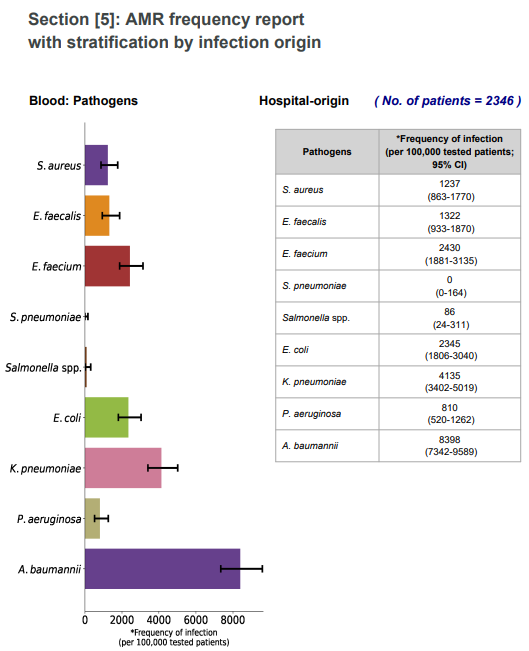 Section [5]: AMR frequency report
with stratification by infection origin
Blood: Pathogens
Hospital-origin
( No. of patients = 2346 )
S. aureus
E. faecalis
E. faecium
S. pneumoniae
Salmonella spp.
E. coli
K. pneumoniae
P. aeruginosa
A. baumannii
0 2000 4000 6000 8000
*Frequency of infection
(per 100,000 tested patients)
Pathogens
*Frequency of infection
(per 100,000 tested patients;
95% CI)
S. aureus
1237
(863-1770)
E. faecalis
1322
(933-1870)
E. faecium
2430
(1881-3135)
S. pneumoniae
0
(0-164)
Salmonella spp.
86
(24-311)
E. coli
2345
(1806-3040)
K. pneumoniae
4135
(3402-5019)
P. aeruginosa
810
(520-1262)
A. baumannii
8398
(7342-9589)